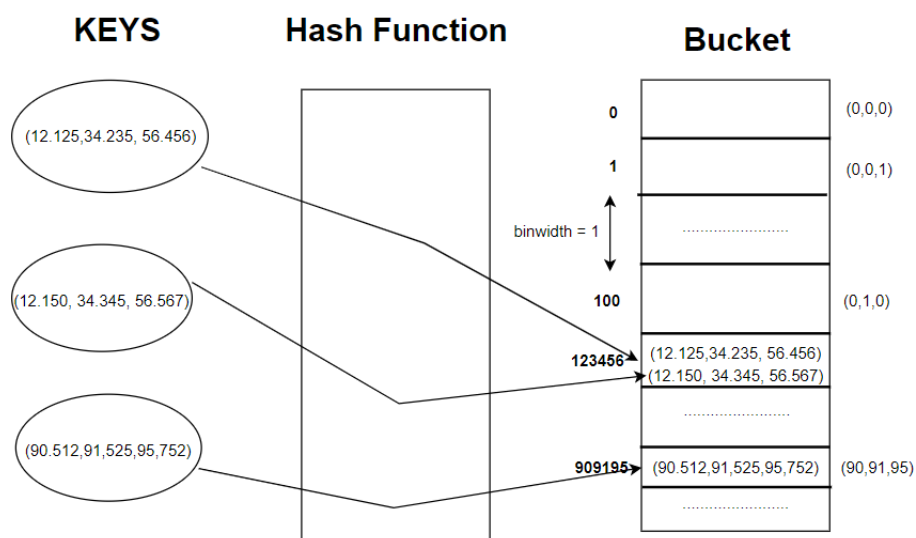 KEYS
Hash Function
Bucket
(12.125,34.235, 56.456)
(12.150, 34.345, 56.567)
(90.512,91,525,95,752)
0
(0,0,0)
1
(0,0,1)
binwidth = 1
........................
100
(0,1,0)
123456
(12.125,34.235, 56.456)
(12.150, 34.345, 56.567)
........................
909195
(90.512,91,525,95,752)
(90,91,95)
........................